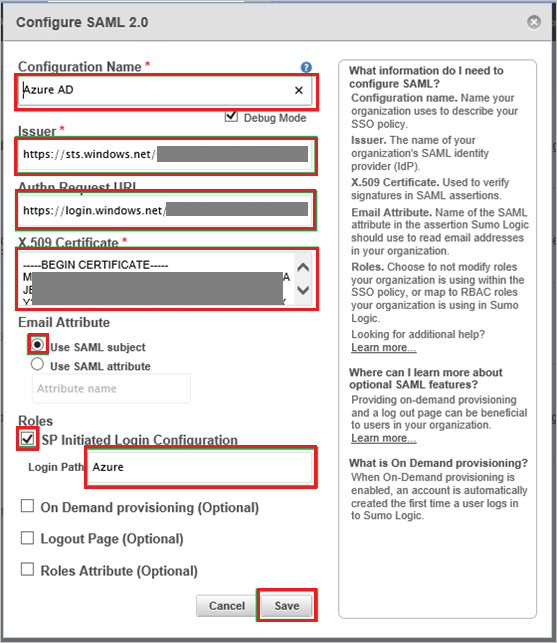 Configure SAML 2.0
Configuration Name *
Azure AD
Debug Mode
Issuer *
https://sts.windows.net/
Authn Request URL
https://login.windows.net/
X.509 Certificate *
-----BEGIN CERTIFICATE-----
M A
JE
Email Attribute
Use SAML subject
Use SAML attribute
Attribute name
Roles
SP Initiated Login Configuration
Login Path
Azure
On Demand provisioning (Optional)
Logout Page (Optional)
Roles Attribute (Optional)
Cancel
Save
What information do I need to
configure SAML?
Configuration name. Name your
organization uses to describe your
SSO policy.
Issuer. The name of your
organization's SAML identity
provider (IdP).
X.509 Certificate. Used to verify
signatures in SAML assertions.
Email Attribute. Name of the SAML
attribute in the assertion Sumo Logic
should use to read email addresses
in your organization.
Roles. Choose to not modify roles
your organization is using within the
SSO policy, or map to RBAC roles
your organization is using in Sumo
Logic.
Looking for additional help?
Learn more...
Where can I learn more about
optional SAML features?
Providing on-demand provisioning
and a log out page can be beneficial
to users in your organization.
Learn more...
What is On Demand provisioning?
When On-Demand provisioning is
enabled, an account is automatically
created the first time a user logs in
to Sumo Logic.